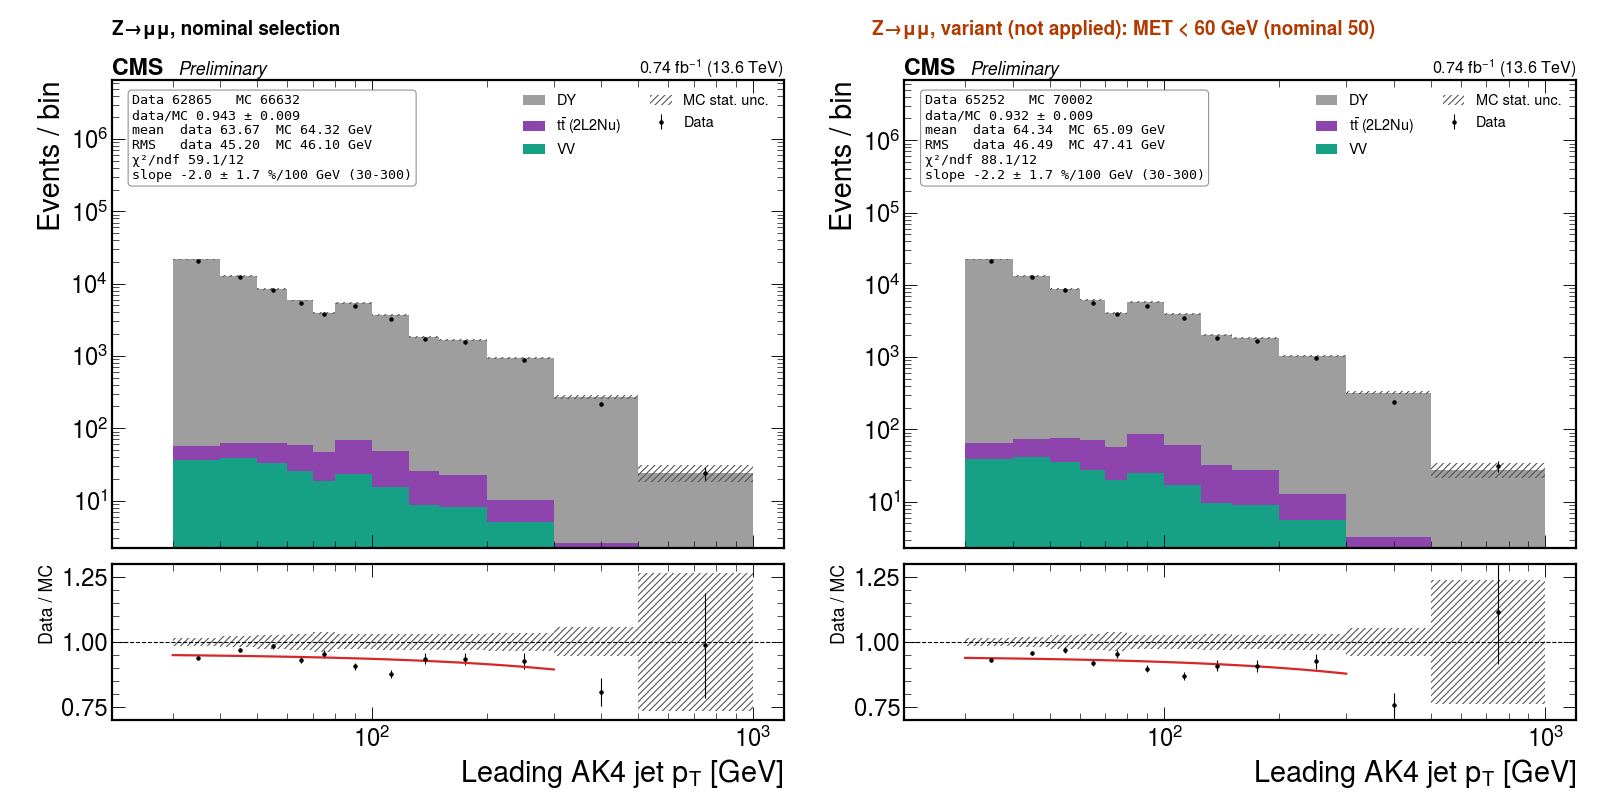 Z→μμ, nominal selection
CMS Preliminary
0.74 fb⁻¹ (13.6 TeV)
Events / bin
Data 62865 MC 66632
data/MC 0.943 ± 0.009
mean data 63.67 MC 64.32 GeV
RMS data 45.20 MC 46.10 GeV
χ²/ndf 59.1/12
slope -2.0 ± 1.7 %/100 GeV (30-300)
DY
tt̄ (2L2Nu)
VV
MC stat. unc.
Data
10⁶
10⁵
10⁴
10³
10²
10¹
Data / MC
1.25
1.00
0.75
10²
10³
Leading AK4 jet p_T [GeV]
Z→μμ, variant (not applied): MET < 60 GeV (nominal 50)
CMS Preliminary
0.74 fb⁻¹ (13.6 TeV)
Events / bin
Data 65252 MC 70002
data/MC 0.932 ± 0.009
mean data 64.34 MC 65.09 GeV
RMS data 46.49 MC 47.41 GeV
χ²/ndf 88.1/12
slope -2.2 ± 1.7 %/100 GeV (30-300)
DY
tt̄ (2L2Nu)
VV
MC stat. unc.
Data
10⁶
10⁵
10⁴
10³
10²
10¹
Data / MC
1.25
1.00
0.75
10²
10³
Leading AK4 jet p_T [GeV]